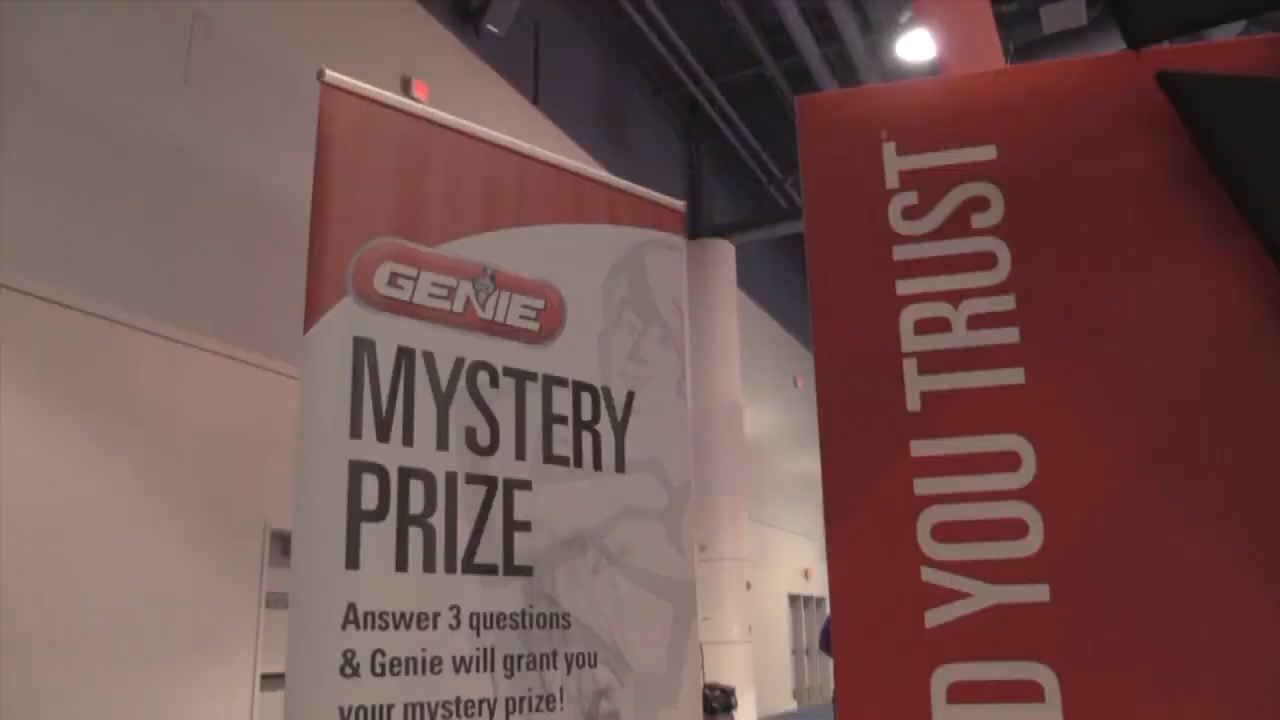 GENIE
MYSTERY
PRIZE
Answer 3 questions
& Genie will grant you
your mystery prize!
D YOU TRUST